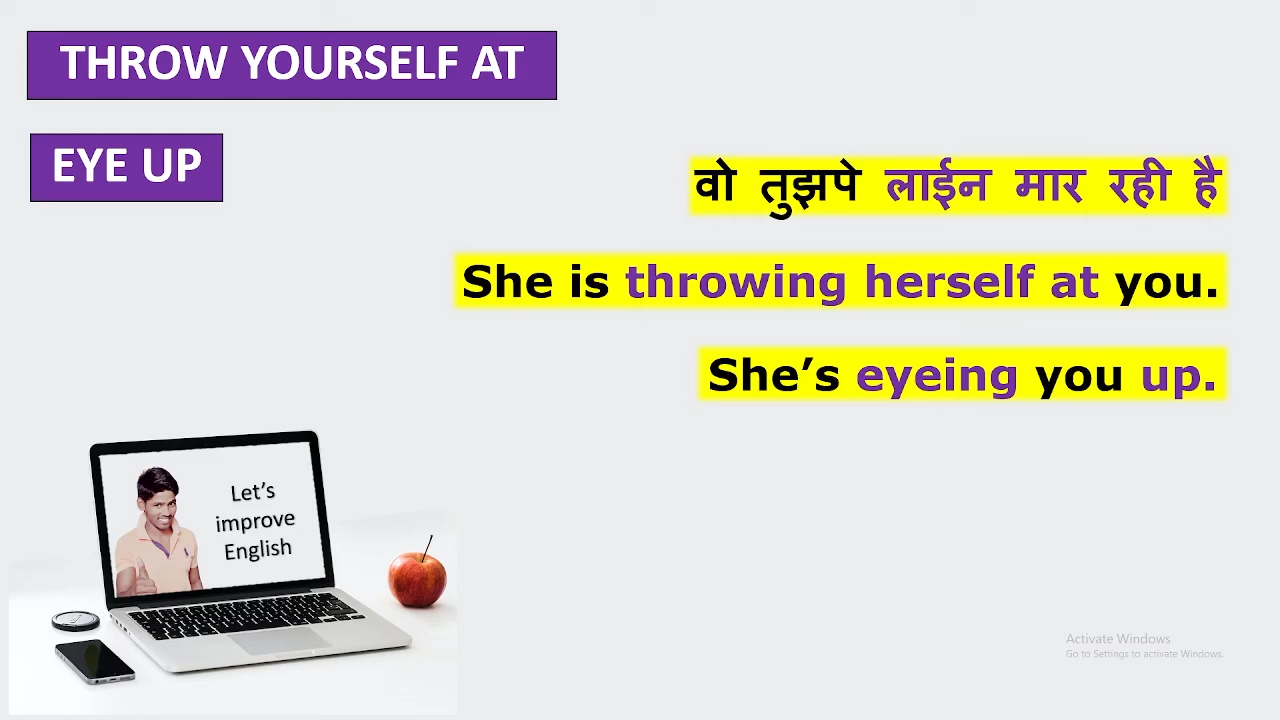 THROW YOURSELF AT
EYE UP
वो तुझपे लाईन मार रही है
She is throwing herself at you.
She’s eyeing you up.
Let’s
improve
English
Activate Windows
Go to Settings to activate Windows.